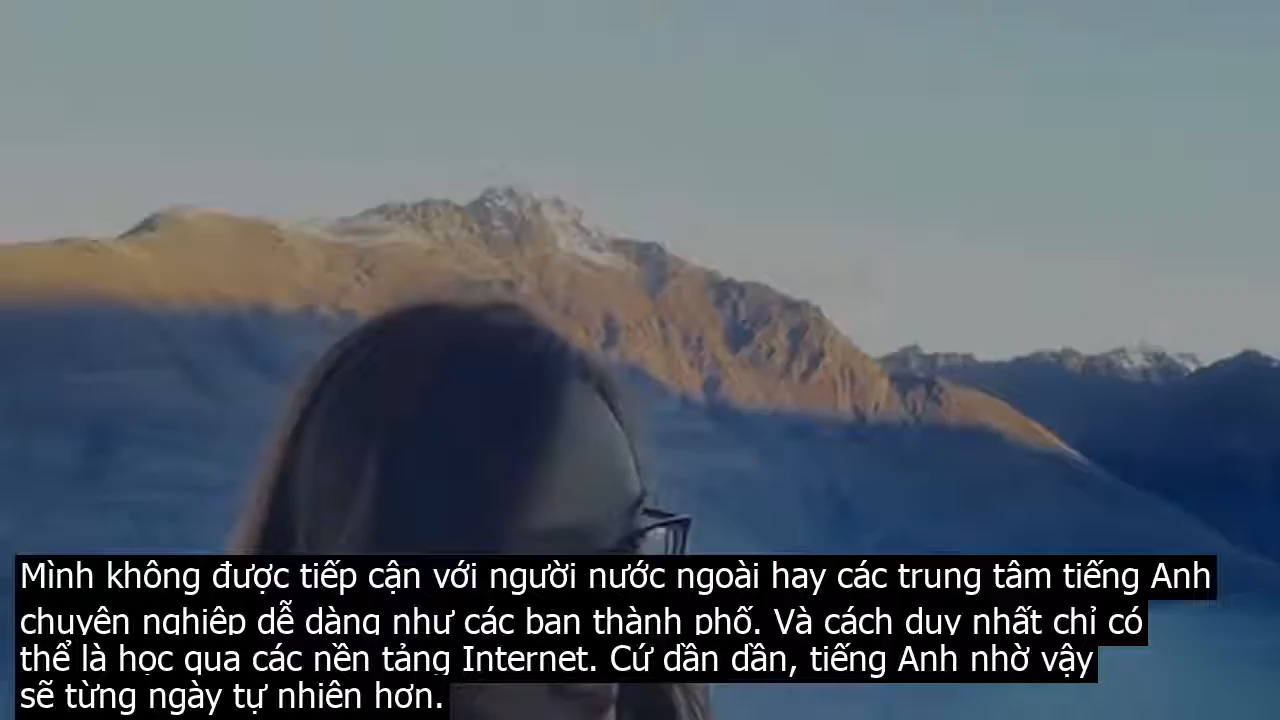 Mình không được tiếp cận với người nước ngoài hay các trung tâm tiếng Anh
chuyên nghiệp dễ dàng như các bạn thành phố. Và cách duy nhất chỉ có
thể là học qua các nền tảng Internet. Cứ dần dần, tiếng Anh nhờ vậy
sẽ từng ngày tự nhiên hơn.